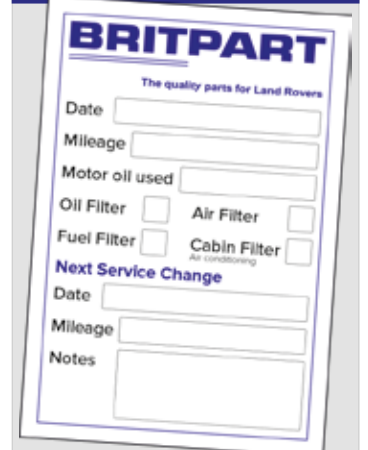 BRITPART
The quality parts for Land Rovers
Date
Mileage
Motor oil used
Oil Filter Air Filter
Fuel Filter Cabin Filter
Air conditioning
Next Service Change
Date
Mileage
Notes